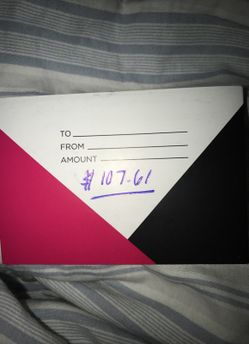 TO
FROM
AMOUNT
$ 107.61